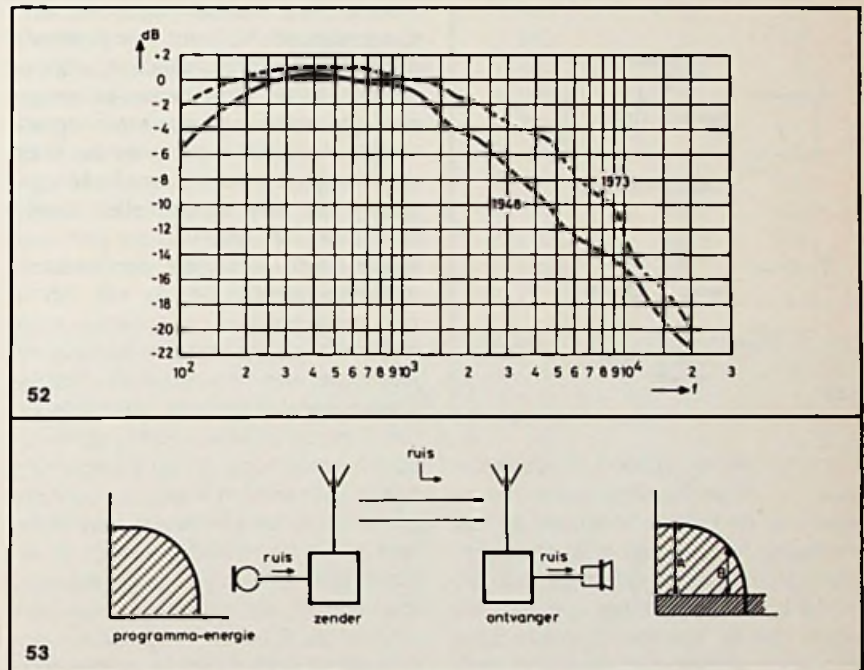 dB
+2
0
-2
-4
-6
-8
-10
-12
-14
-16
-18
-20
-22
1973
1948
10² 2 3 4 5 6 7 8 9 10³ 2 3 4 5 6 7 8 9 10⁴ 2 3
f
52
ruis
ruis ruis
A B
zender ontvanger
programma-energie
53